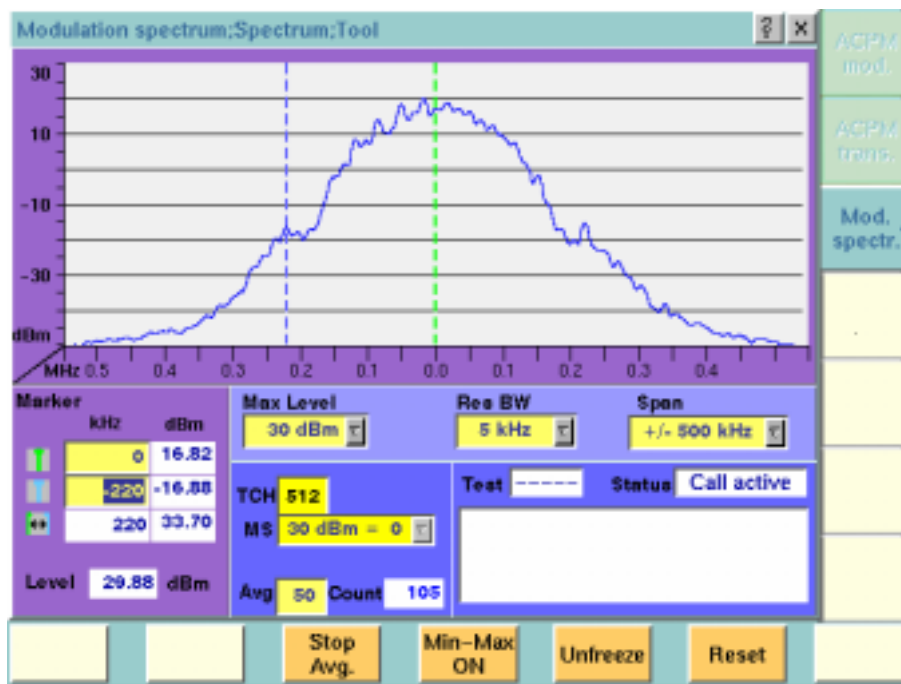 Modulation spectrum;Spectrum;Tool
? X
ACPM
mod.
ACPM
trans.
Mod.
spectr.
30
10
-10
-30
dBm
MHz 0.5 0.4 0.3 0.2 0.1 0.0 0.1 0.2 0.3 0.4
Marker
kHz dBm
0 16.82
-220 -16.88
220 33.70
Level 29.88 dBm
Max Level Res BW Span
30 dBm 5 kHz +/- 500 kHz
TCH 512
MS 30 dBm = 0
Avg 50 Count 105
Test ----- Status Call active
Stop
Avg.
Min-Max
ON
Unfreeze
Reset